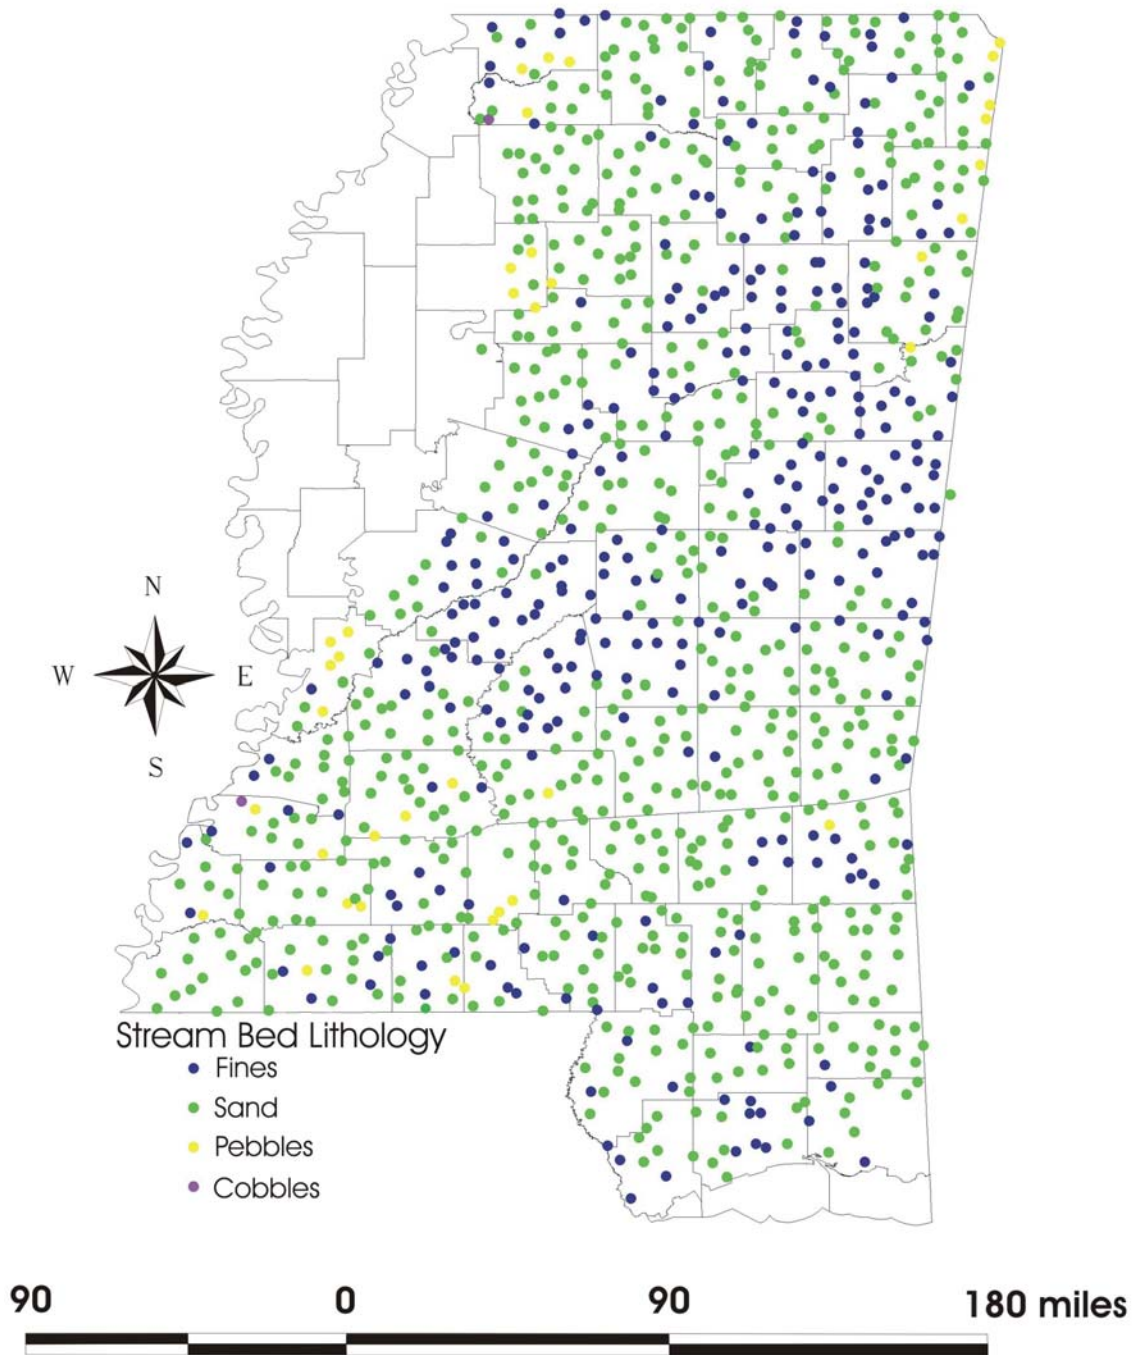 N
W E
S
Stream Bed Lithology
Fines
Sand
Pebbles
Cobbles
90 0 90 180 miles